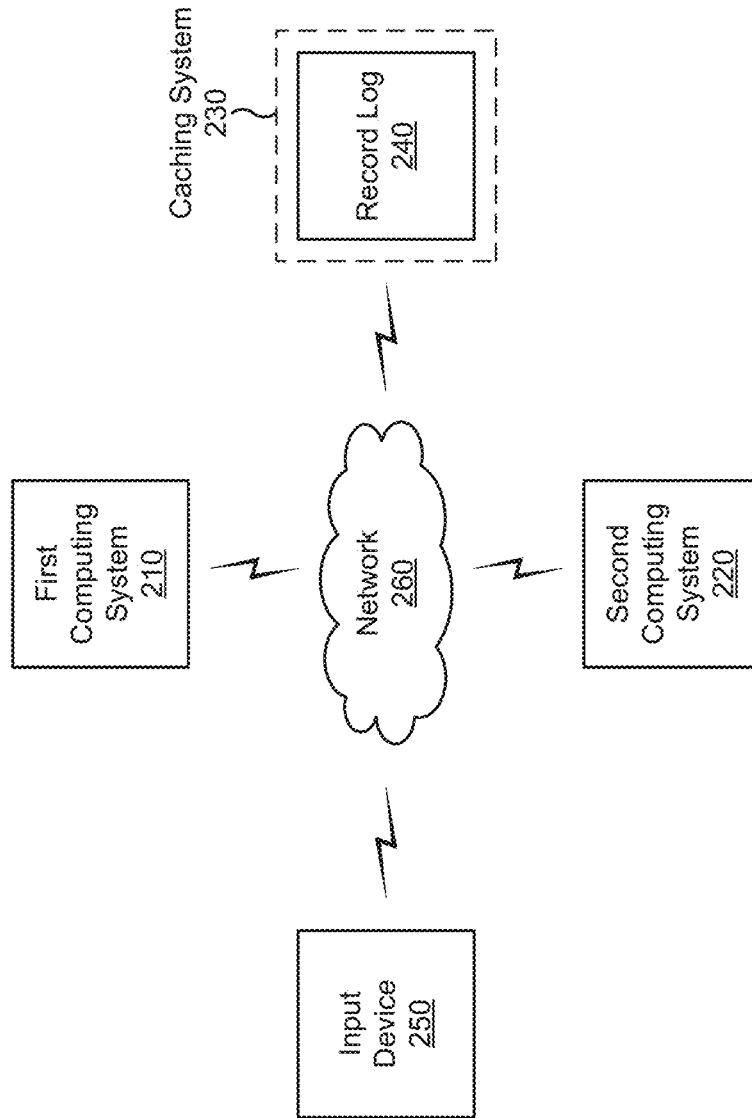 Input
Device
250
First
Computing
System
210
Network
260
Second
Computing
System
220
Caching System
230
Record Log
240